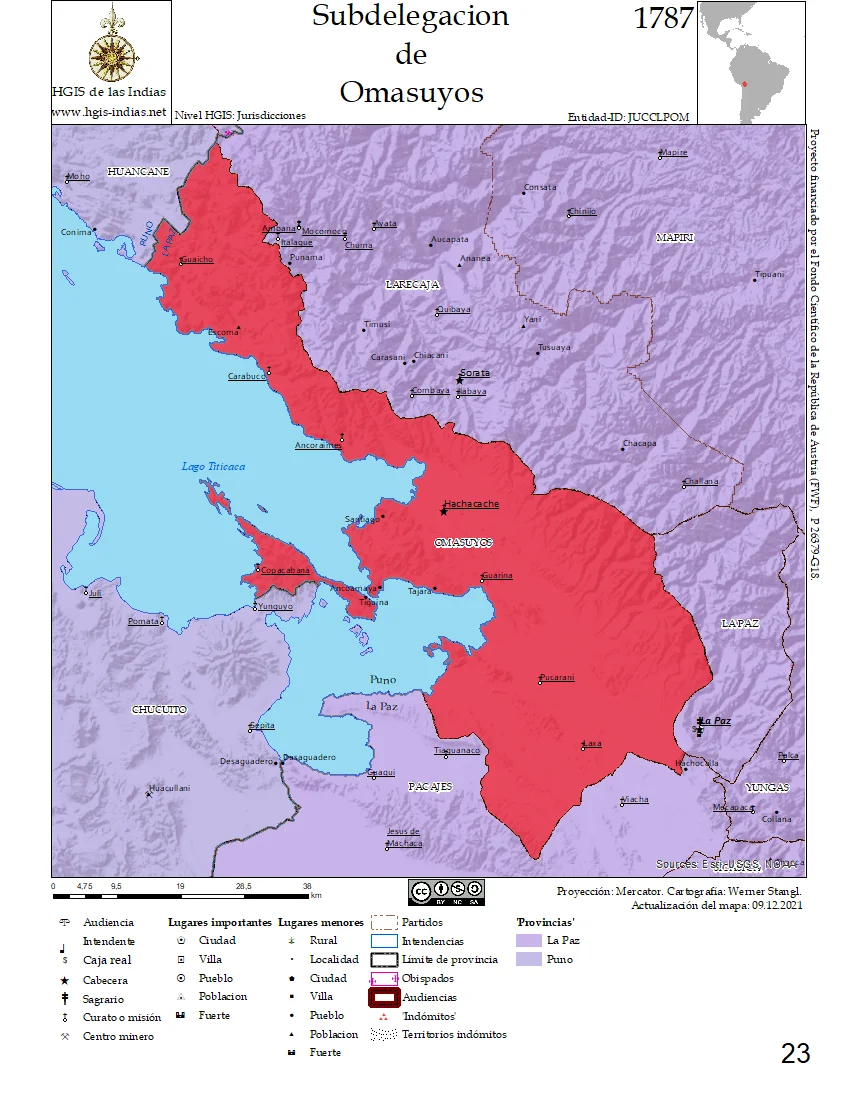 Subdelegacion
de
Omasuyos
1787
HGIS de las Indias
www.hgis-indias.net
Nivel HGIS: Jurisdicciones
Entidad-ID: JUCCLPOM
Moho
HUANCANE
Mapire
Consata
Chinijo
Conima
PUNO
LA PAZ
Ambana
Mocomoco
Ayata
Italaque
Chuma
Aucapata
MAPIRI
Guaicho
Punama
Ananea
Tipuani
LARECAJA
Quibaya
Escoma
Timusi
Yani
Carasani
Chiacani
Tusuaya
Carabuco
Sorata
Combaya
Ilabaya
Ancoraimes
Chacapa
Lago Titicaca
Challana
Hachacache
Santiago
OMASUYOS
Copacabana
Guarina
Juli
Ancoamaya
Tajara
Yunguyo
Tiquina
Pomata
LA PAZ
Puno
La Paz
Pucarani
CHUCUITO
Sepita
La Paz
Laxa
Desaguadero
Desaguadero
Tiaguanaco
Hachocalla
Palca
Guaqui
PACAJES
YUNGAS
Huacullani
Viacha
Mecapaca
Collana
Jesus de
Machaca
Sources: Esri, USGS, NOAA
Proyecto financiado por el Fondo Científico de la República de Austria (FWF), P 26379-G18.
0 4,75 9,5 19 28,5 38
km
CC BY NC SA
Proyección: Mercator. Cartografía: Werner Stangl.
Actualización del mapa: 09.12.2021
Audiencia
Intendente
Caja real
Cabecera
Sagrario
Curato o misión
Centro minero
Lugares importantes
Ciudad
Villa
Pueblo
Poblacion
Fuerte
Lugares menores
Rural
Localidad
Ciudad
Villa
Pueblo
Poblacion
Fuerte
Partidos
Intendencias
Límite de provincia
Obispados
Audiencias
'Indómitos'
Territorios indómitos
'Provincias'
La Paz
Puno
23